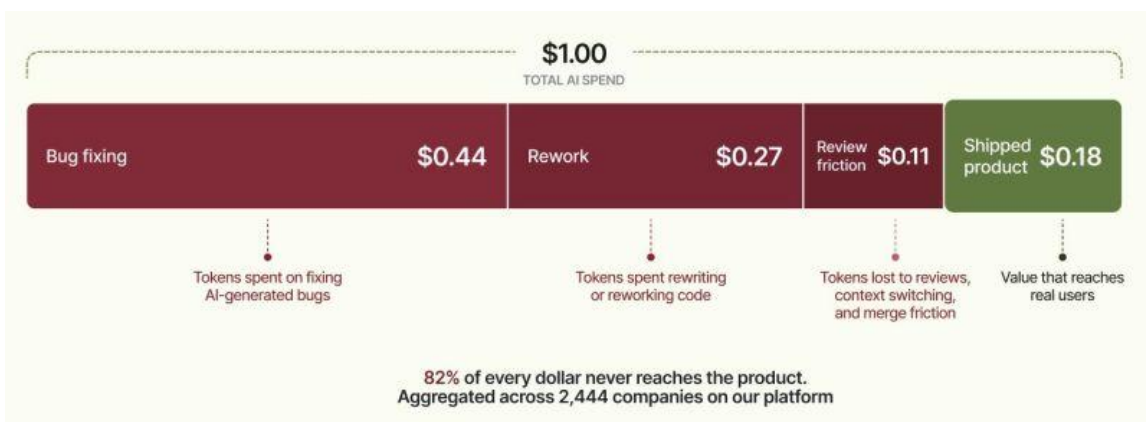 $1.00
TOTAL AI SPEND
Bug fixing
$0.44
Rework
$0.27
Review
friction
$0.11
Shipped
product
$0.18
Tokens spent on fixing
AI-generated bugs
Tokens spent rewriting
or reworking code
Tokens lost to reviews,
context switching,
and merge friction
Value that reaches
real users
82% of every dollar never reaches the product.
Aggregated across 2,444 companies on our platform